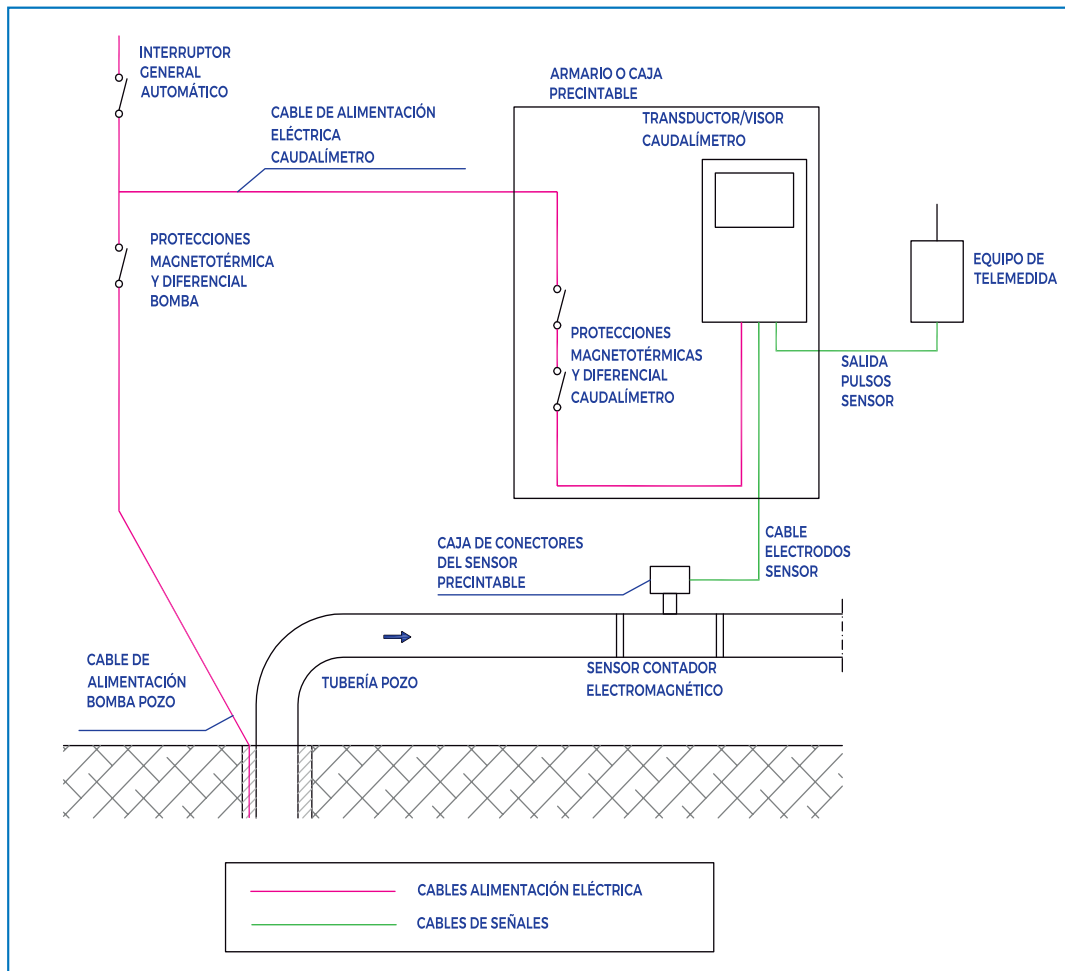 INTERRUPTOR
GENERAL
AUTOMÁTICO
CABLE DE ALIMENTACIÓN
ELÉCTRICA
CAUDALÍMETRO
ARMARIO O CAJA
PRECINTABLE
TRANSDUCTOR/VISOR
CAUDALÍMETRO
PROTECCIONES
MAGNETOTÉRMICA
Y DIFERENCIAL
BOMBA
EQUIPO DE
TELEMEDIDA
PROTECCIONES
MAGNETOTÉRMICAS
Y DIFERENCIAL
CAUDALÍMETRO
SALIDA
PULSOS
SENSOR
CAJA DE CONECTORES
DEL SENSOR
PRECINTABLE
CABLE
ELECTRODOS
SENSOR
CABLE DE
ALIMENTACIÓN
BOMBA POZO
TUBERÍA POZO
SENSOR CONTADOR
ELECTROMAGNÉTICO
CABLES ALIMENTACIÓN ELÉCTRICA
CABLES DE SEÑALES